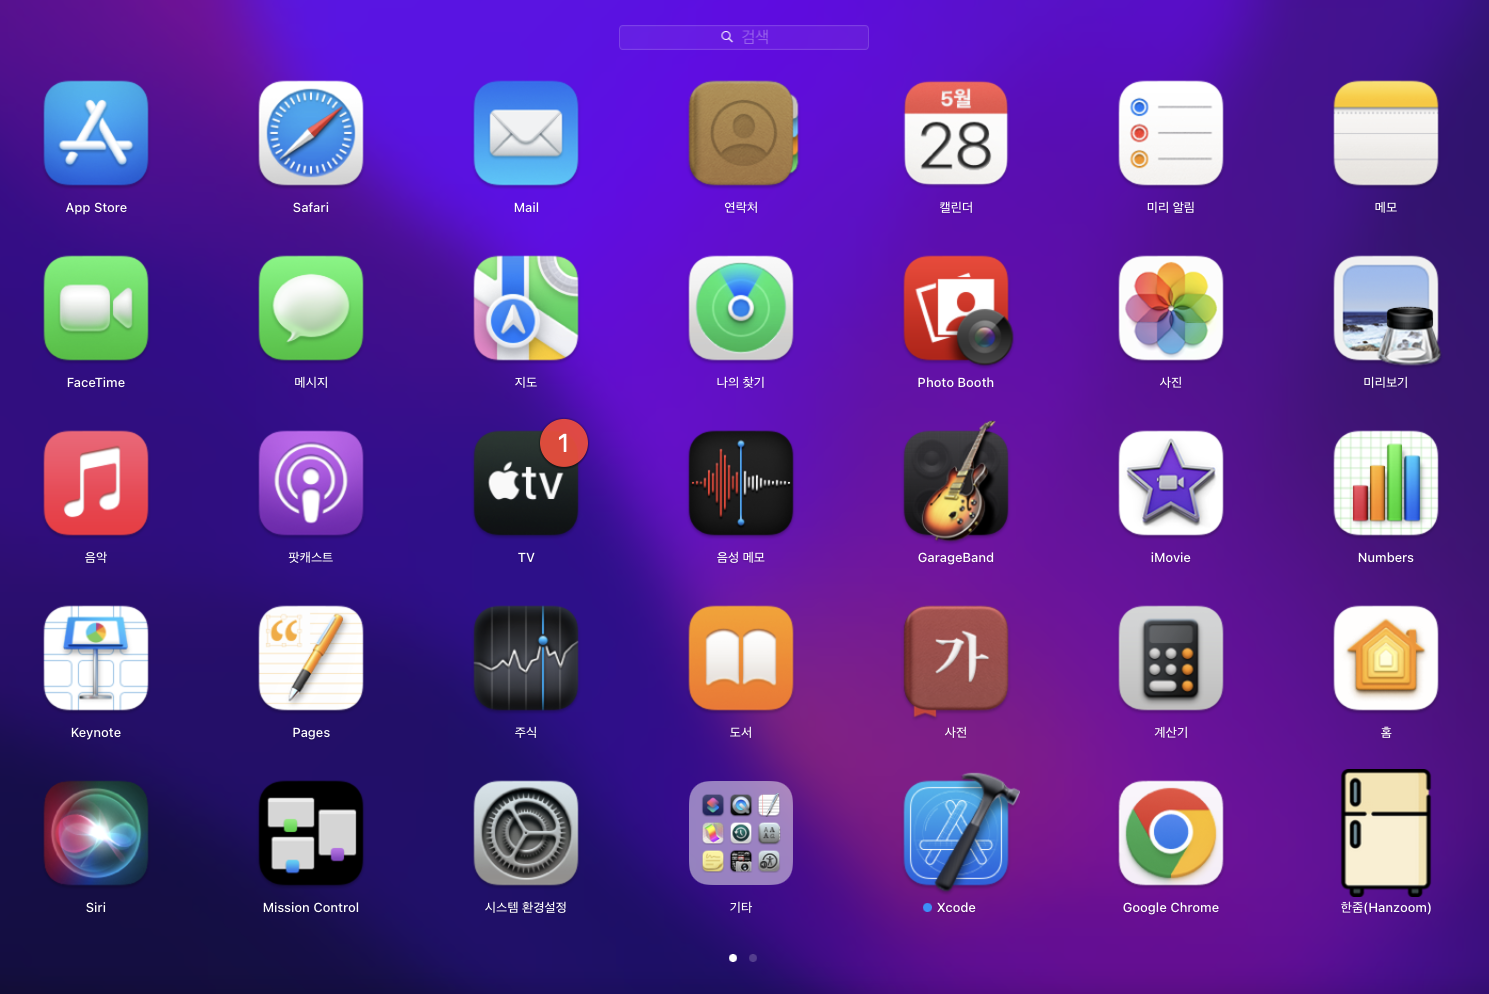 검색
App Store
Safari
Mail
연락처
5월
28
캘린더
미리 알림
메모
FaceTime
메시지
지도
나의 찾기
Photo Booth
사진
미리보기
음악
팟캐스트
tv
1
TV
음성 메모
GarageBand
iMovie
Numbers
Keynote
Pages
주식
도서
가
사전
계산기
홈
Siri
Mission Control
시스템 환경설정
기타
Xcode
Google Chrome
한줌(Hanzoom)